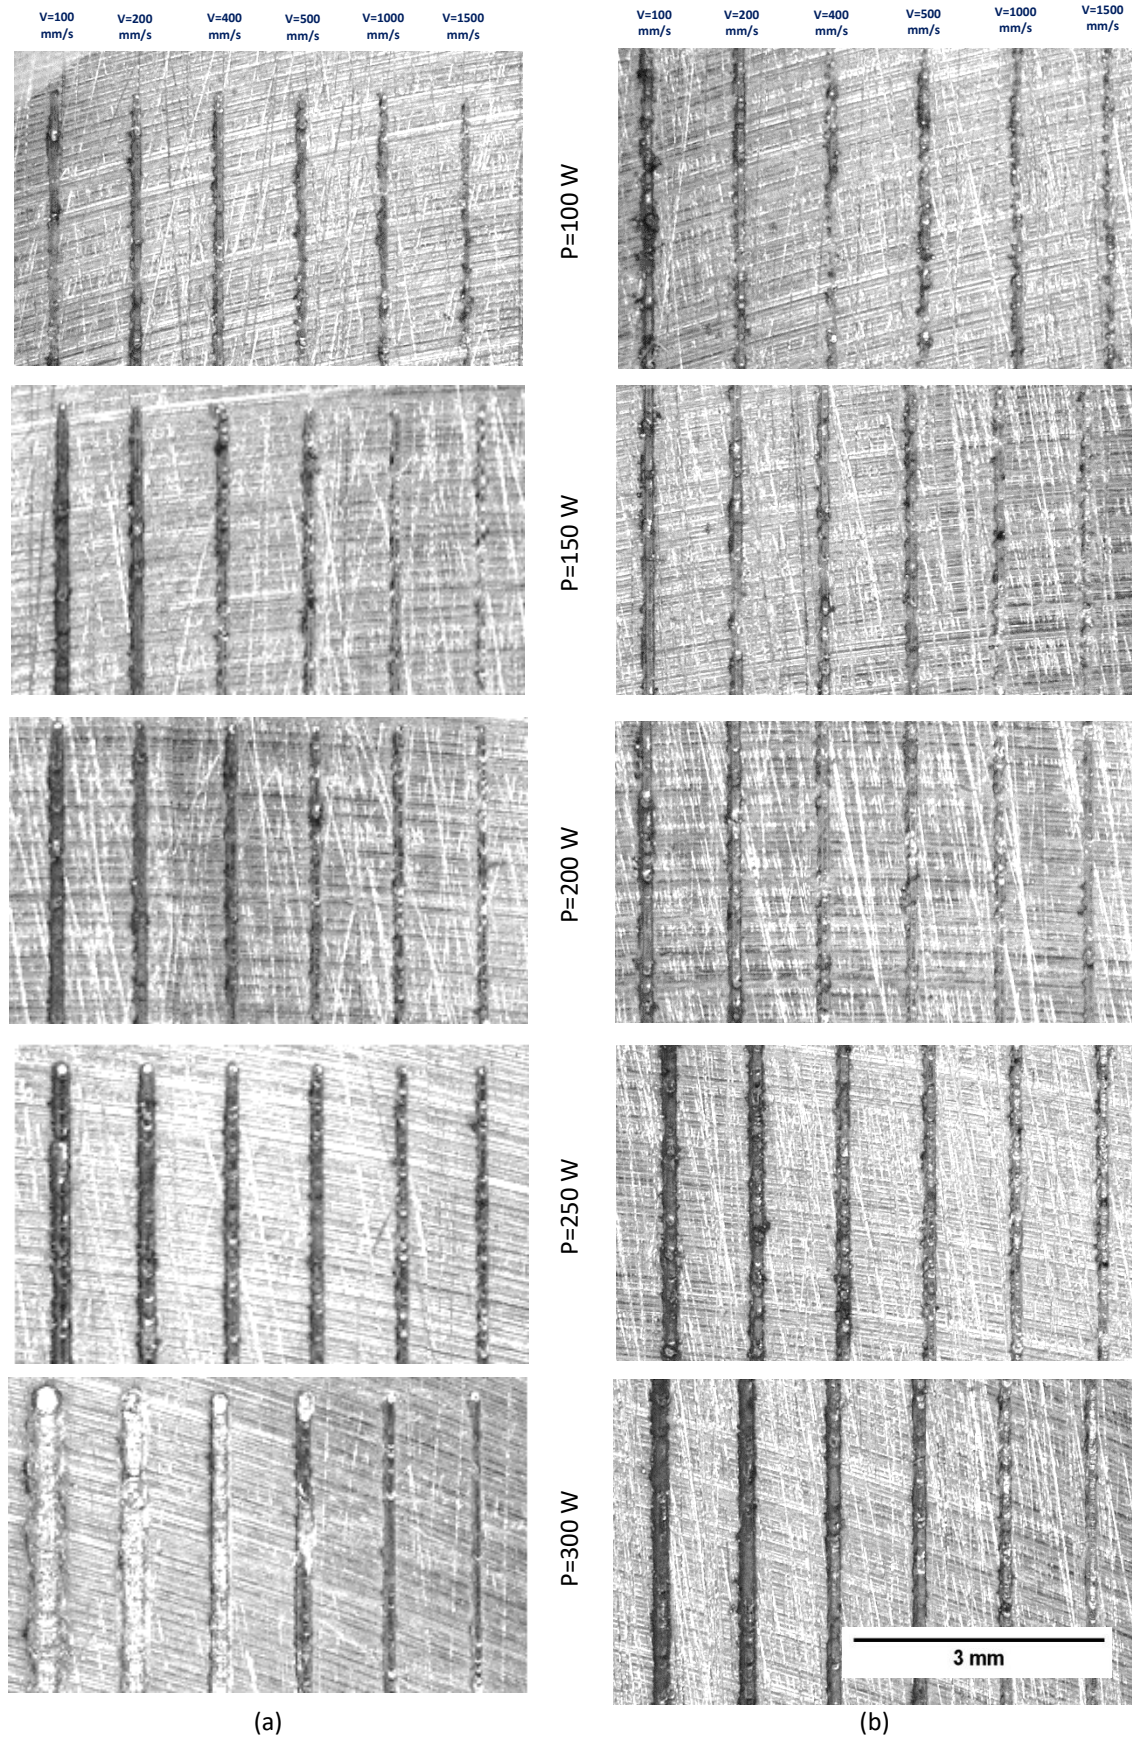 V=100 V=200 V=400 V=500 V=1000 V=1500
mm/s mm/s mm/s mm/s mm/s mm/s
V=100 V=200 V=400 V=500 V=1000 V=1500
mm/s mm/s mm/s mm/s mm/s mm/s
P=100 W
P=150 W
P=200 W
P=250 W
P=300 W
3 mm
(a)
(b)